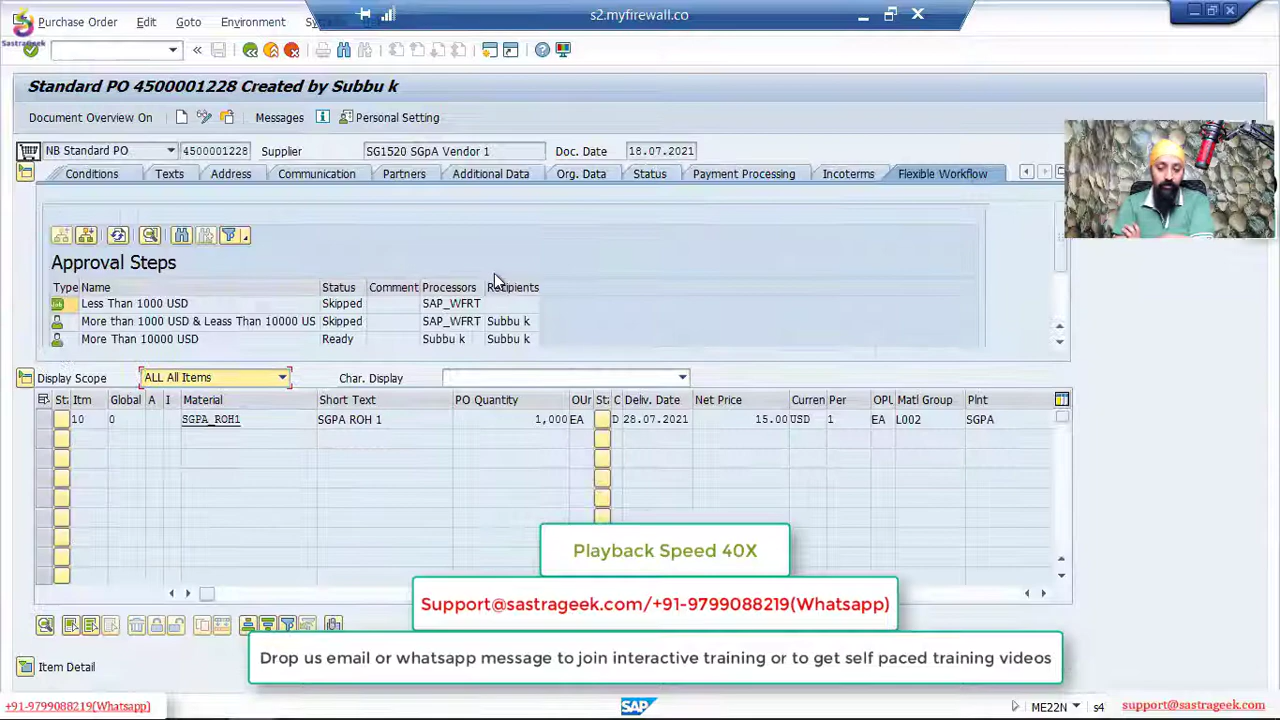 s2.myfirewall.co
Purchase Order Edit Goto Environment
Sastrageek
Standard PO 4500001228 Created by Subbu k
Document Overview On Messages Personal Setting
NB Standard PO 4500001228 Supplier SG1520 SGpA Vendor 1 Doc. Date 18.07.2021
Conditions Texts Address Communication Partners Additional Data Org. Data Status Payment Processing Incoterms Flexible Workflow
Approval Steps
Type Name Status Comment Processors Recipients
Less Than 1000 USD Skipped SAP_WFRT
More than 1000 USD & Leass Than 10000 US Skipped SAP_WFRT Subbu k
More Than 10000 USD Ready Subbu k Subbu k
Display Scope ALL All Items Char. Display
St Itm Global A I Material Short Text PO Quantity OUr St C Deliv. Date Net Price Curren Per OPU Matl Group Plnt
10 0 SGPA_ROH1 SGPA ROH 1 1,000 EA D 28.07.2021 15.00 USD 1 EA L002 SGPA
Playback Speed 40X
Support@sastrageek.com/+91-9799088219(Whatsapp)
Drop us email or whatsapp message to join interactive training or to get self paced training videos
Item Detail
+91-9799088219(Whatsapp) SAP ME22N s4 support@sastrageek.com